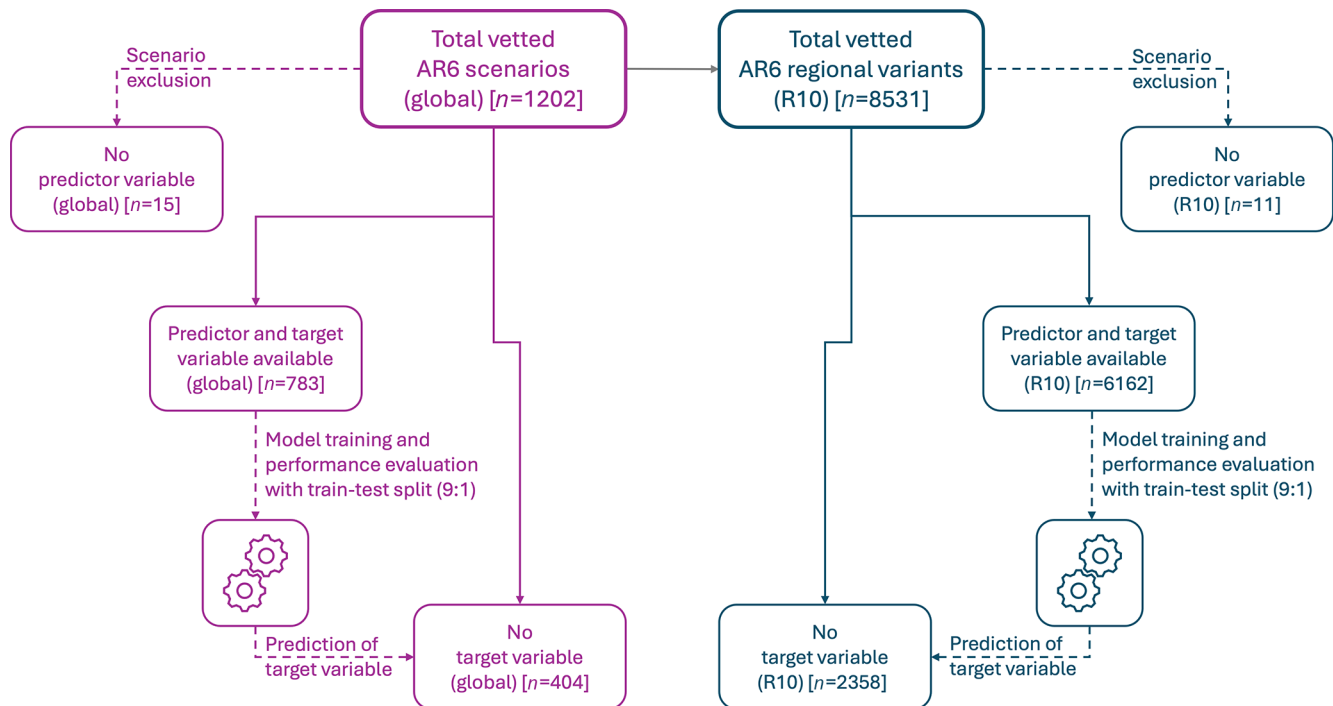 Total vetted
AR6 scenarios
(global) [n=1202]
Total vetted
AR6 regional variants
(R10) [n=8531]
Scenario
exclusion
Scenario
exclusion
No
predictor variable
(global) [n=15]
No
predictor variable
(R10) [n=11]
Predictor and target
variable available
(global) [n=783]
Predictor and target
variable available
(R10) [n=6162]
Model training and
performance evaluation
with train-test split (9:1)
Model training and
performance evaluation
with train-test split (9:1)
Prediction of
target variable
No
target variable
(global) [n=404]
No
target variable
(R10) [n=2358]
Prediction of
target variable